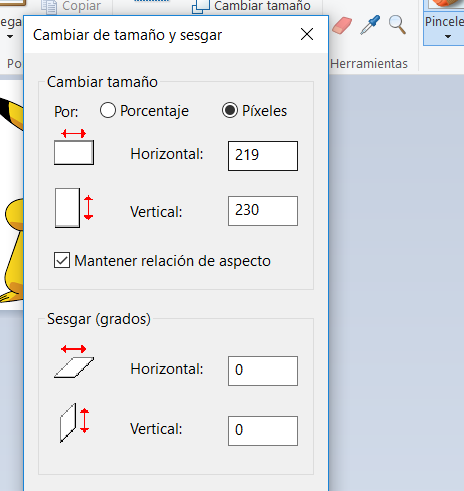 Copiar
Cambiar tamaño
Cambiar de tamaño y sesgar
Pincele
Herramientas
Cambiar tamaño
Por:
Porcentaje
Píxeles
Horizontal:
219
Vertical:
230
Mantener relación de aspecto
Sesgar (grados)
Horizontal:
0
Vertical:
0